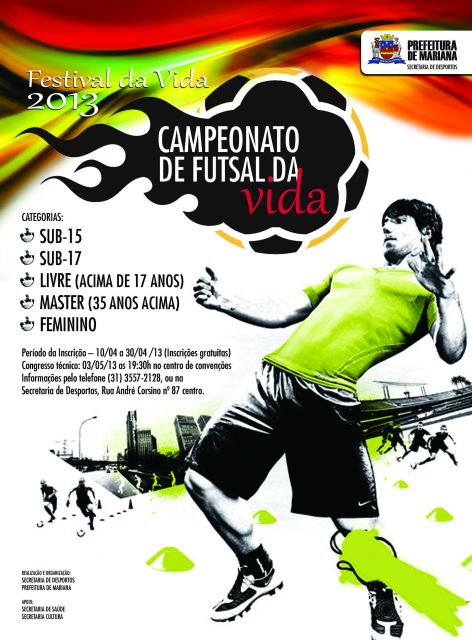 PREFEITURA
DE MARIANA
SECRETARIA DE DESPORTOS
Festival da Vida
2013
CAMPEONATO
DE FUTSAL DA
vida
CATEGORIAS:
SUB-15
SUB-17
LIVRE (ACIMA DE 17 ANOS)
MASTER (35 ANOS ACIMA)
FEMININO
Período da Inscrição – 10/04 a 30/04 /13 (Inscrições gratuitas)
Congresso técnico: 03/05/13 as 19:30h no centro de convenções
Informações pelo telefone (31) 3557-2128, ou na
Secretaria de Desportos, Rua André Corsino nº 87 centro.
REALIZAÇÃO E ORGANIZAÇÃO:
SECRETARIA DE DESPORTOS
PREFEITURA DE MARIANA
APOIO:
SECRETARIA DE SAÚDE
SECRETARIA CULTURA